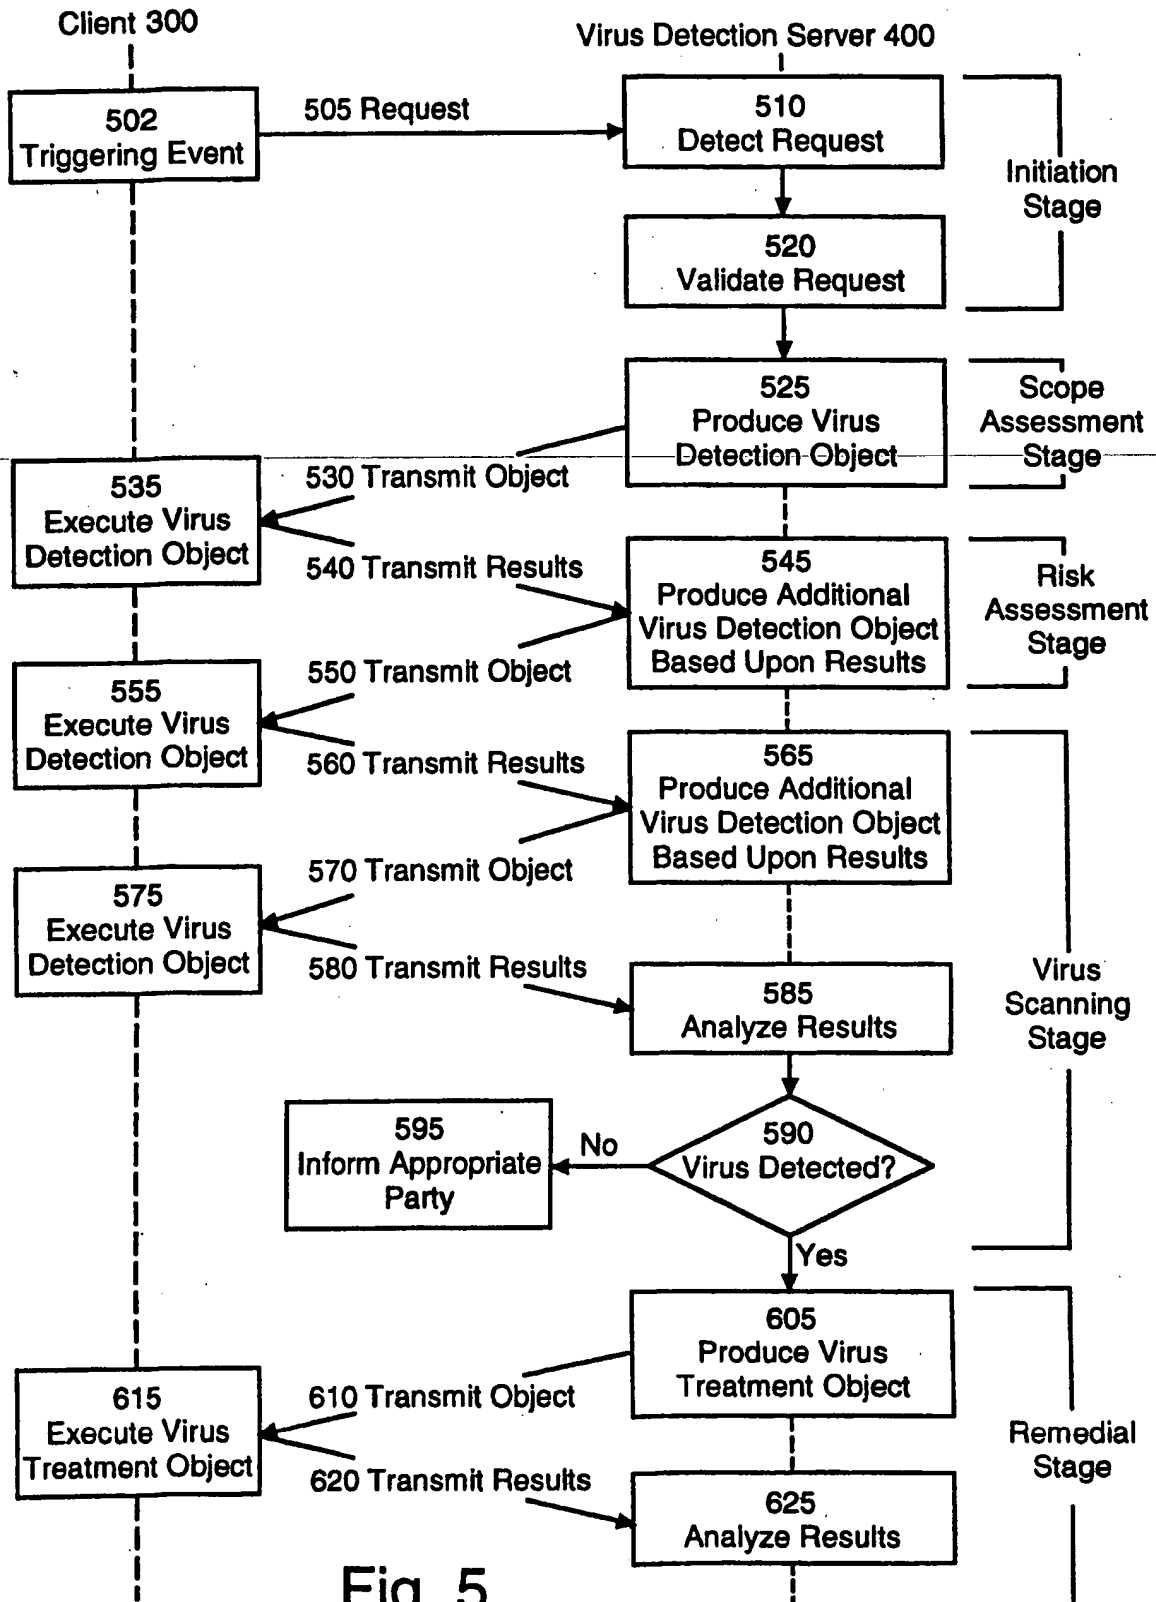 Client 300
Virus Detection Server 400
502
Triggering Event
505 Request
510
Detect Request
Initiation
Stage
520
Validate Request
525
Produce Virus
Detection Object
Scope
Assessment
Stage
530 Transmit Object
535
Execute Virus
Detection Object
540 Transmit Results
545
Produce Additional
Virus Detection Object
Based Upon Results
Risk
Assessment
Stage
550 Transmit Object
555
Execute Virus
Detection Object
560 Transmit Results
565
Produce Additional
Virus Detection Object
Based Upon Results
570 Transmit Object
575
Execute Virus
Detection Object
580 Transmit Results
585
Analyze Results
Virus
Scanning
Stage
590
Virus Detected?
No
595
Inform Appropriate
Party
Yes
605
Produce Virus
Treatment Object
610 Transmit Object
615
Execute Virus
Treatment Object
620 Transmit Results
625
Analyze Results
Remedial
Stage
Fig. 5